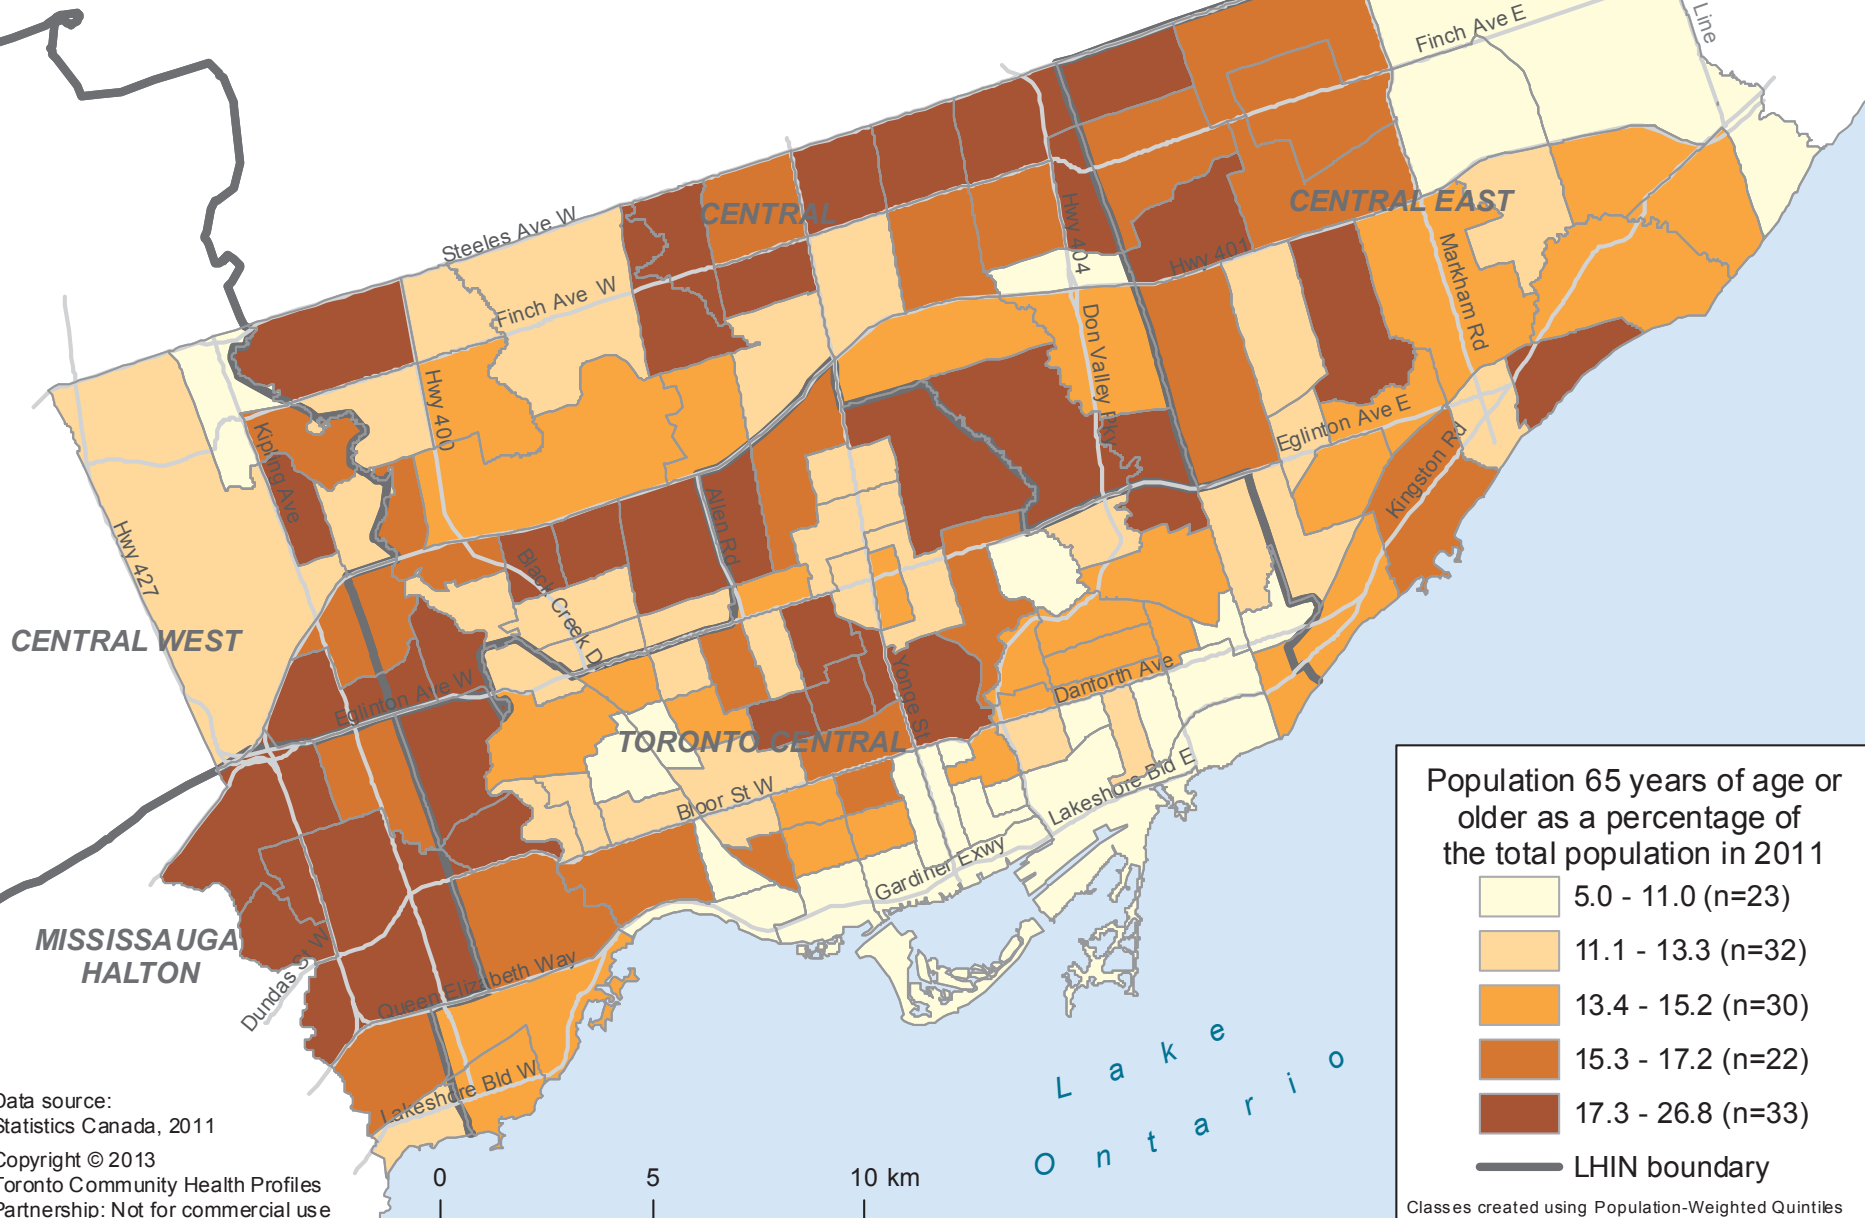 Line
Finch Ave E
CENTRAL EAST
CENTRAL
Steeles Ave W
Hwy 404
Hwy 401
Finch Ave W
Markham Rd
Don Valley Pky
Hwy 400
Kipling Ave
Eglinton Ave E
Kingston Rd
Allen Rd
Hwy 427
Black Creek Dr
CENTRAL WEST
Eglinton Ave W
Yonge St
Danforth Ave
TORONTO CENTRAL
Bloor St W
Lakeshore Bld E
Gardiner Exwy
MISSISSAUGA
HALTON
Dundas St W
Queen Elizabeth Way
Lakeshore Bld W
Lake
Ontario
Population 65 years of age or
older as a percentage of
the total population in 2011
5.0 - 11.0 (n=23)
11.1 - 13.3 (n=32)
13.4 - 15.2 (n=30)
15.3 - 17.2 (n=22)
17.3 - 26.8 (n=33)
LHIN boundary
Classes created using Population-Weighted Quintiles
Data source:
Statistics Canada, 2011
Copyright © 2013
Toronto Community Health Profiles
Partnership: Not for commercial use
0 5 10 km